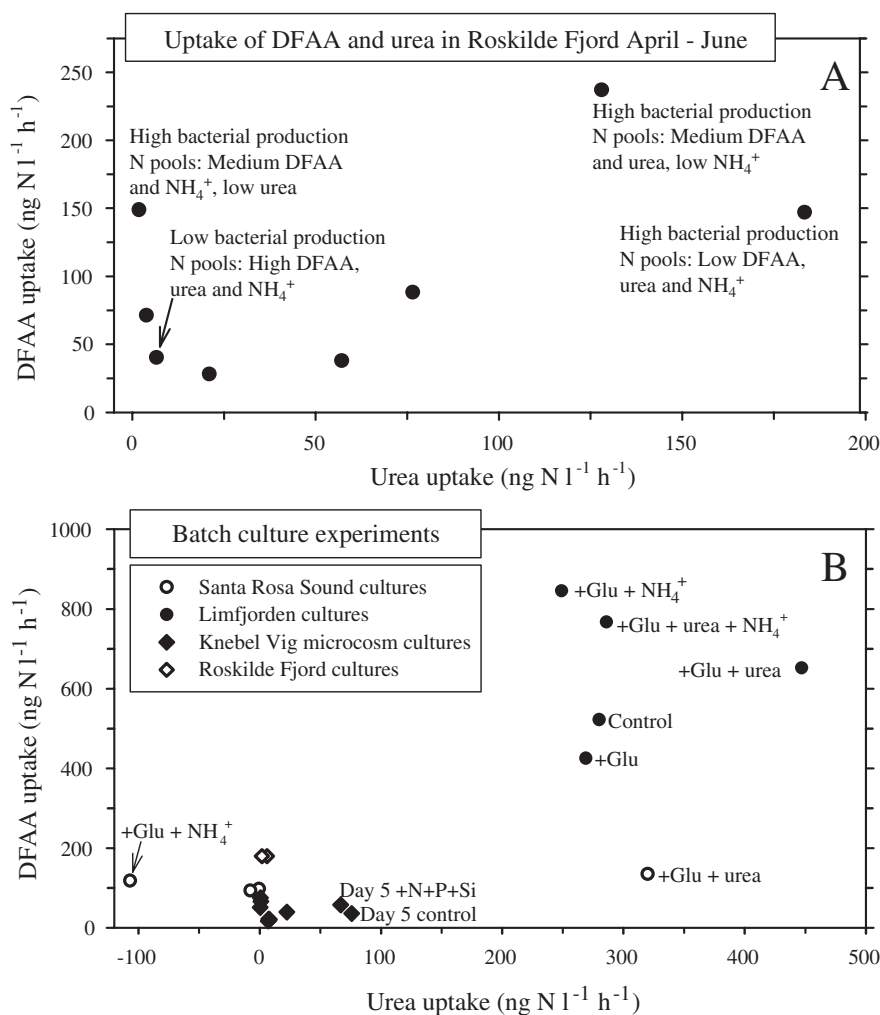 Uptake of DFAA and urea in Roskilde Fjord April - June
A
DFAA uptake (ng N l⁻¹ h⁻¹)
250
200
150
100
50
0
High bacterial production
N pools: Medium DFAA
and NH₄⁺, low urea
Low bacterial production
N pools: High DFAA,
urea and NH₄⁺
High bacterial production
N pools: Medium DFAA
and urea, low NH₄⁺
High bacterial production
N pools: Low DFAA,
urea and NH₄⁺
0 50 100 150 200
Urea uptake (ng N l⁻¹ h⁻¹)
Batch culture experiments
B
Santa Rosa Sound cultures
Limfjorden cultures
Knebel Vig microcosm cultures
Roskilde Fjord cultures
DFAA uptake (ng N l⁻¹ h⁻¹)
1000
800
600
400
200
0
+Glu + NH₄⁺
+Glu + urea + NH₄⁺
+Glu + urea
Control
+Glu
+Glu + NH₄⁺
+Glu + urea
Day 5 +N+P+Si
Day 5 control
-100 0 100 200 300 400 500
Urea uptake (ng N l⁻¹ h⁻¹)